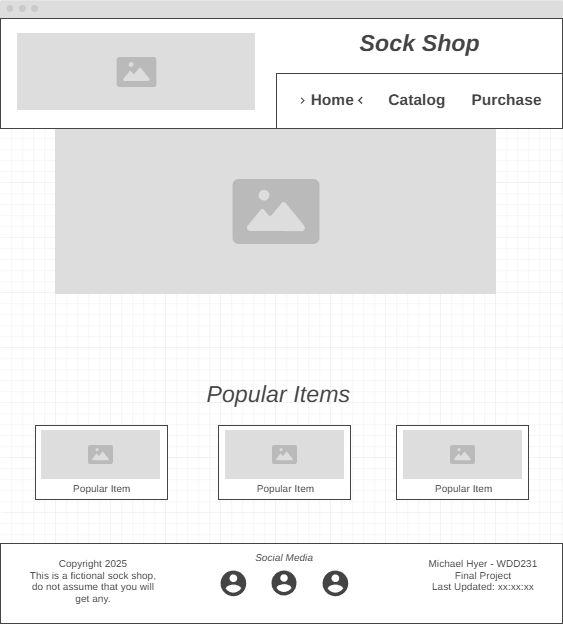 Sock Shop
› Home ‹
Catalog
Purchase
Popular Items
Popular Item
Popular Item
Popular Item
Copyright 2025
This is a fictional sock shop,
do not assume that you will
get any.
Social Media
Michael Hyer - WDD231
Final Project
Last Updated: xx:xx:xx